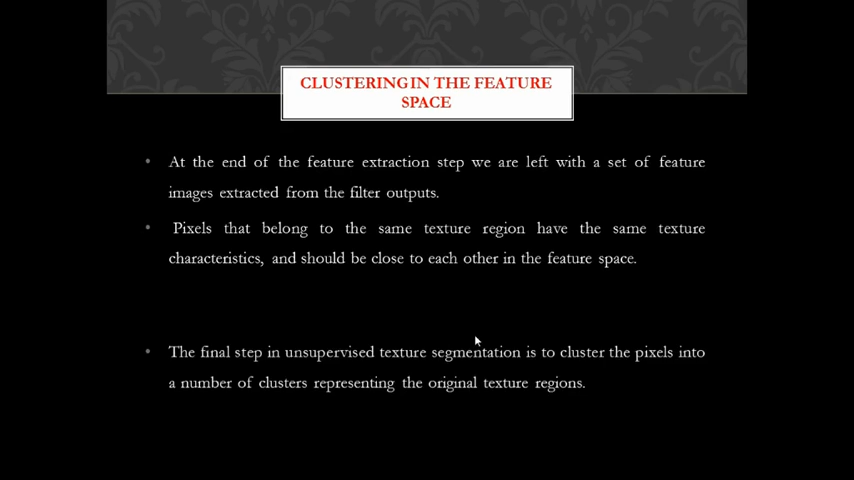 CLUSTERING IN THE FEATURE
SPACE
• At the end of the feature extraction step we are left with a set of feature
images extracted from the filter outputs.
• Pixels that belong to the same texture region have the same texture
characteristics, and should be close to each other in the feature space.
• The final step in unsupervised texture segmentation is to cluster the pixels into
a number of clusters representing the original texture regions.